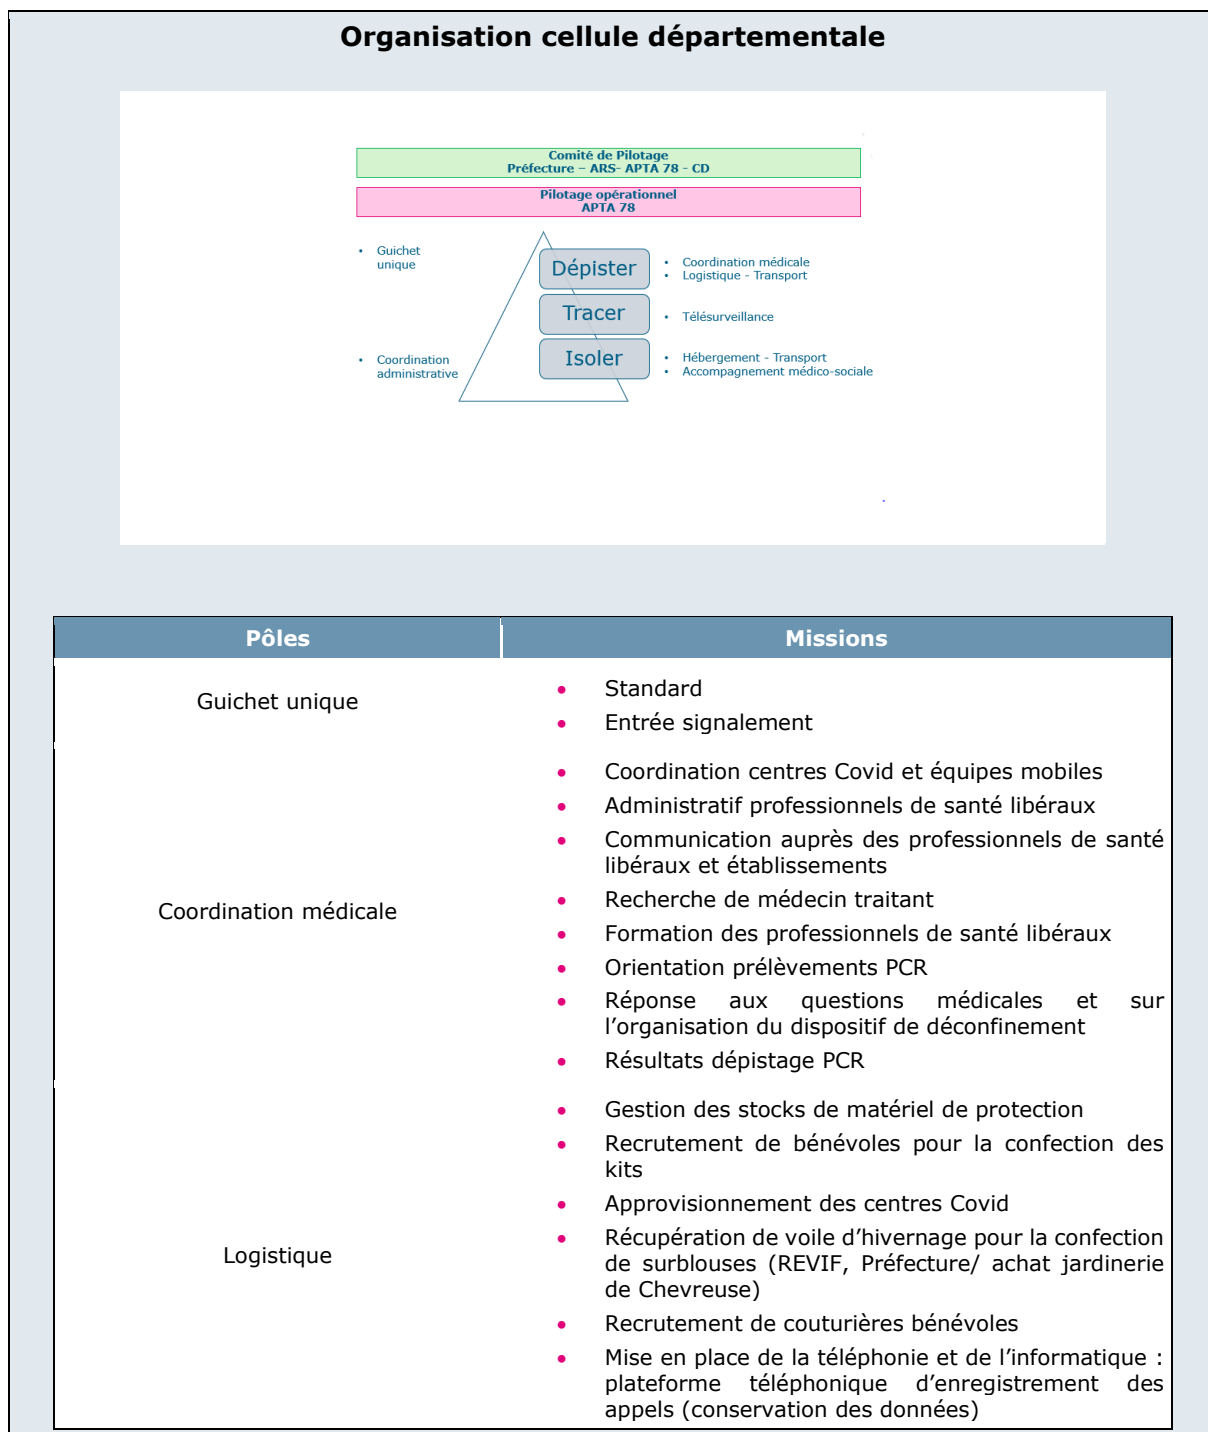 Organisation cellule départementale
Comité de Pilotage
Préfecture – ARS- APTA 78 - CD
Pilotage opérationnel
APTA 78
• Guichet
unique
Dépister
• Coordination médicale
• Logistique - Transport
Tracer
• Télésurveillance
• Coordination
administrative
Isoler
• Hébergement - Transport
• Accompagnement médico-sociale
Pôles
Missions
Guichet unique
• Standard
• Entrée signalement
Coordination médicale
• Coordination centres Covid et équipes mobiles
• Administratif professionnels de santé libéraux
• Communication auprès des professionnels de santé
libéraux et établissements
• Recherche de médecin traitant
• Formation des professionnels de santé libéraux
• Orientation prélèvements PCR
• Réponse aux questions médicales et sur
l’organisation du dispositif de déconfinement
• Résultats dépistage PCR
Logistique
• Gestion des stocks de matériel de protection
• Recrutement de bénévoles pour la confection des
kits
• Approvisionnement des centres Covid
• Récupération de voile d’hivernage pour la confection
de surblouses (REVIF, Préfecture/ achat jardinerie
de Chevreuse)
• Recrutement de couturières bénévoles
• Mise en place de la téléphonie et de l’informatique :
plateforme téléphonique d’enregistrement des
appels (conservation des données)